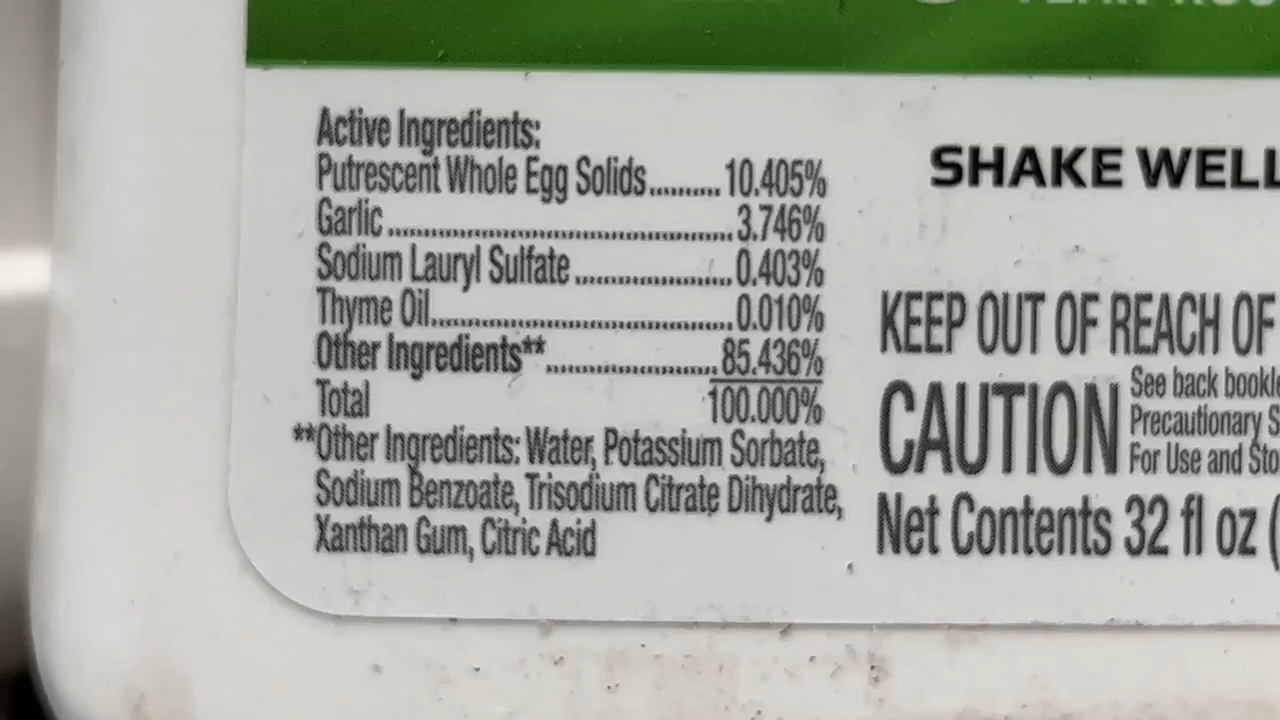 Active Ingredients:
Putrescent Whole Egg Solids.......... 10.405%
Garlic .................................................. 3.746%
Sodium Lauryl Sulfate ....................... 0.403%
Thyme Oil............................................ 0.010%
Other Ingredients** ......................... 85.436%
Total 100.000%
**Other Ingredients: Water, Potassium Sorbate,
Sodium Benzoate, Trisodium Citrate Dihydrate,
Xanthan Gum, Citric Acid
SHAKE WELL
KEEP OUT OF REACH OF
CAUTION
See back
Precautionary
For Use and
Net Contents 32 fl oz (